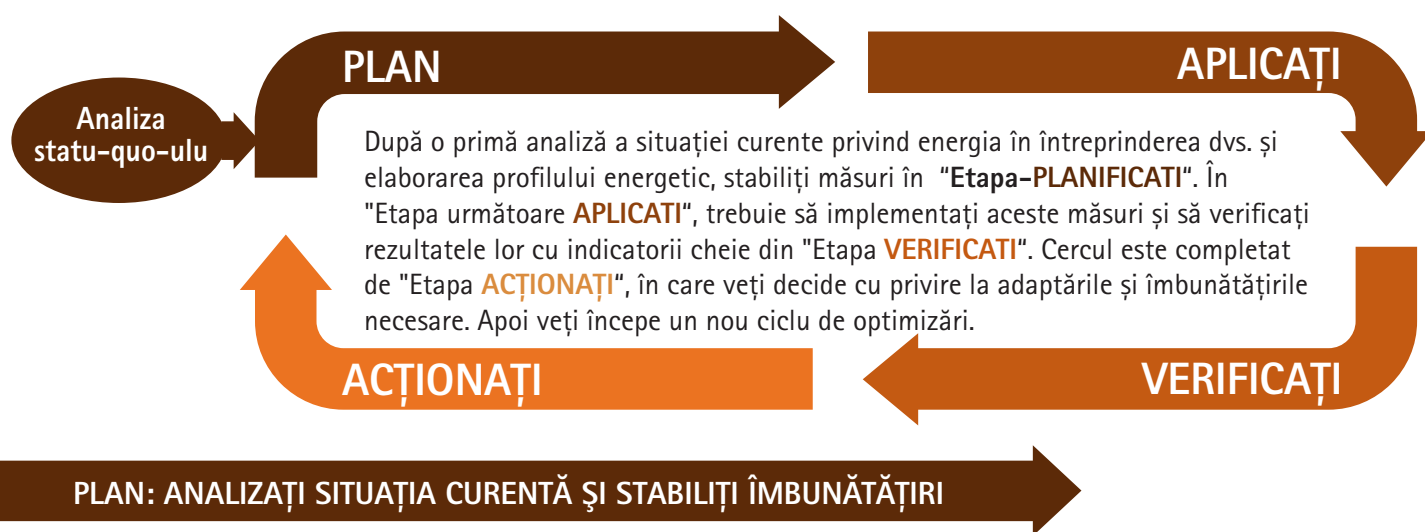 PLAN
APLICAȚI
Analiza
statu-quo-ulu
După o primă analiză a situației curente privind energia în întreprinderea dvs. și
elaborarea profilului energetic, stabiliți măsuri în “Etapa-PLANIFICATI“. În
"Etapa următoare APLICATI“, trebuie să implementați aceste măsuri și să verificați
rezultatele lor cu indicatorii cheie din "Etapa VERIFICATI“. Cercul este completat
de "Etapa ACȚIONAȚI“, în care veți decide cu privire la adaptările și îmbunătățirile
necesare. Apoi veți începe un nou ciclu de optimizări.
ACȚIONAȚI
VERIFICAȚI
PLAN: ANALIZAȚI SITUAȚIA CURENTĂ ŞI STABILIȚI ÎMBUNĂTĂȚIRI